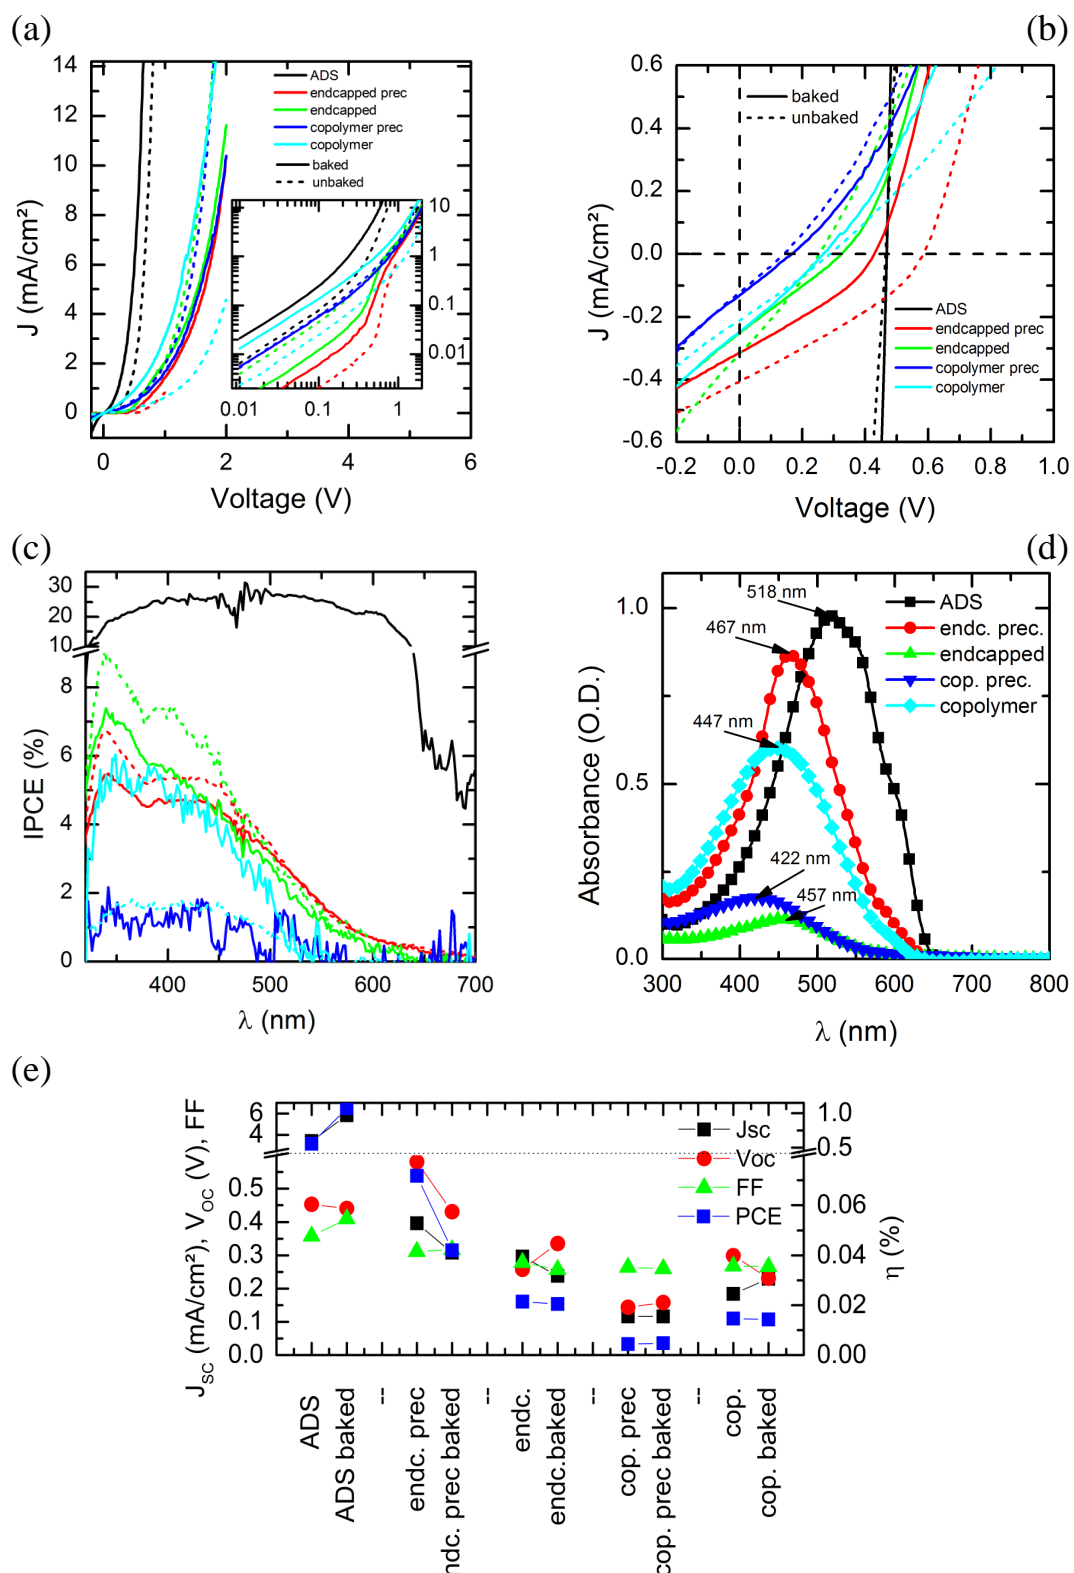 (a)
14
12
10
8
6
4
2
0
J (mA/cm²)
ADS
endcapped prec
endcapped
copolymer prec
copolymer
baked
unbaked
10
1
0.1
0.01
0.01 0.1 1
0 2 4 6
Voltage (V)
(b)
0.6
0.4
0.2
0.0
-0.2
-0.4
-0.6
J (mA/cm²)
baked
unbaked
ADS
endcapped prec
endcapped
copolymer prec
copolymer
-0.2 0.0 0.2 0.4 0.6 0.8 1.0
Voltage (V)
(c)
30
20
10
8
6
4
2
0
IPCE (%)
400 500 600 700
λ (nm)
(d)
1.0
0.5
0.0
Absorbance (O.D.)
518 nm
467 nm
447 nm
422 nm
457 nm
ADS
endc. prec.
endcapped
cop. prec.
copolymer
300 400 500 600 700 800
λ (nm)
(e)
6
4
0.5
0.4
0.3
0.2
0.1
0.0
JSC (mA/cm²), VOC (V), FF
Jsc
Voc
FF
PCE
1.0
0.5
0.06
0.04
0.02
0.00
η (%)
ADS
ADS baked
--
endc. prec
ndc. prec baked
--
endc.
endc.baked
--
cop. prec
cop. prec baked
--
cop.
cop. baked